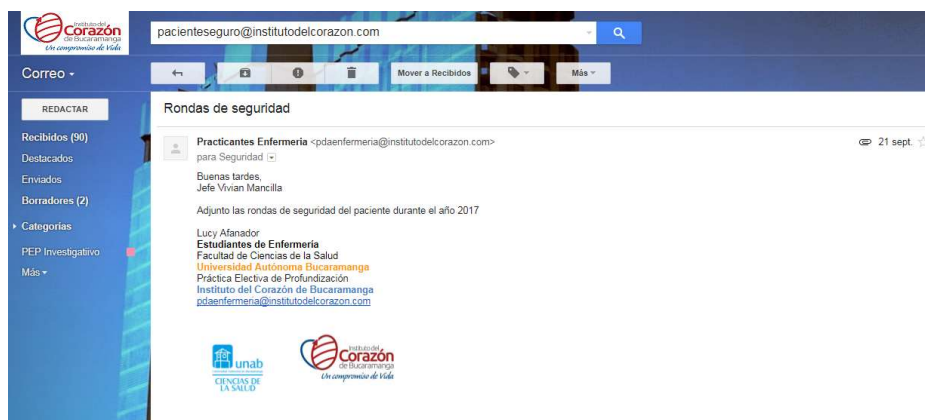 Instituto del
Corazón
de Bucaramanga
Un compromiso de Vida
pacienteseguro@institutodelcorazon.com
Correo
Mover a Recibidos
Más
REDACTAR
Rondas de seguridad
Recibidos (90)
Destacados
Enviados
Borradores (2)
Categorías
PEP Investigatiivo
Más
Practicantes Enfermeria <pdaenfermeria@institutodelcorazon.com>
21 sept.
para Seguridad
Buenas tardes,
Jefe Vivian Mancilla
Adjunto las rondas de seguridad del paciente durante el año 2017
Lucy Afanador
Estudiantes de Enfermería
Facultad de Ciencias de la Salud
Universidad Autónoma Bucaramanga
Práctica Electiva de Profundización
Instituto del Corazón de Bucaramanga
pdaenfermeria@institutodelcorazon.com
unab
CIENCIAS DE
LA SALUD
Instituto del
Corazón
de Bucaramanga
Un compromiso de Vida